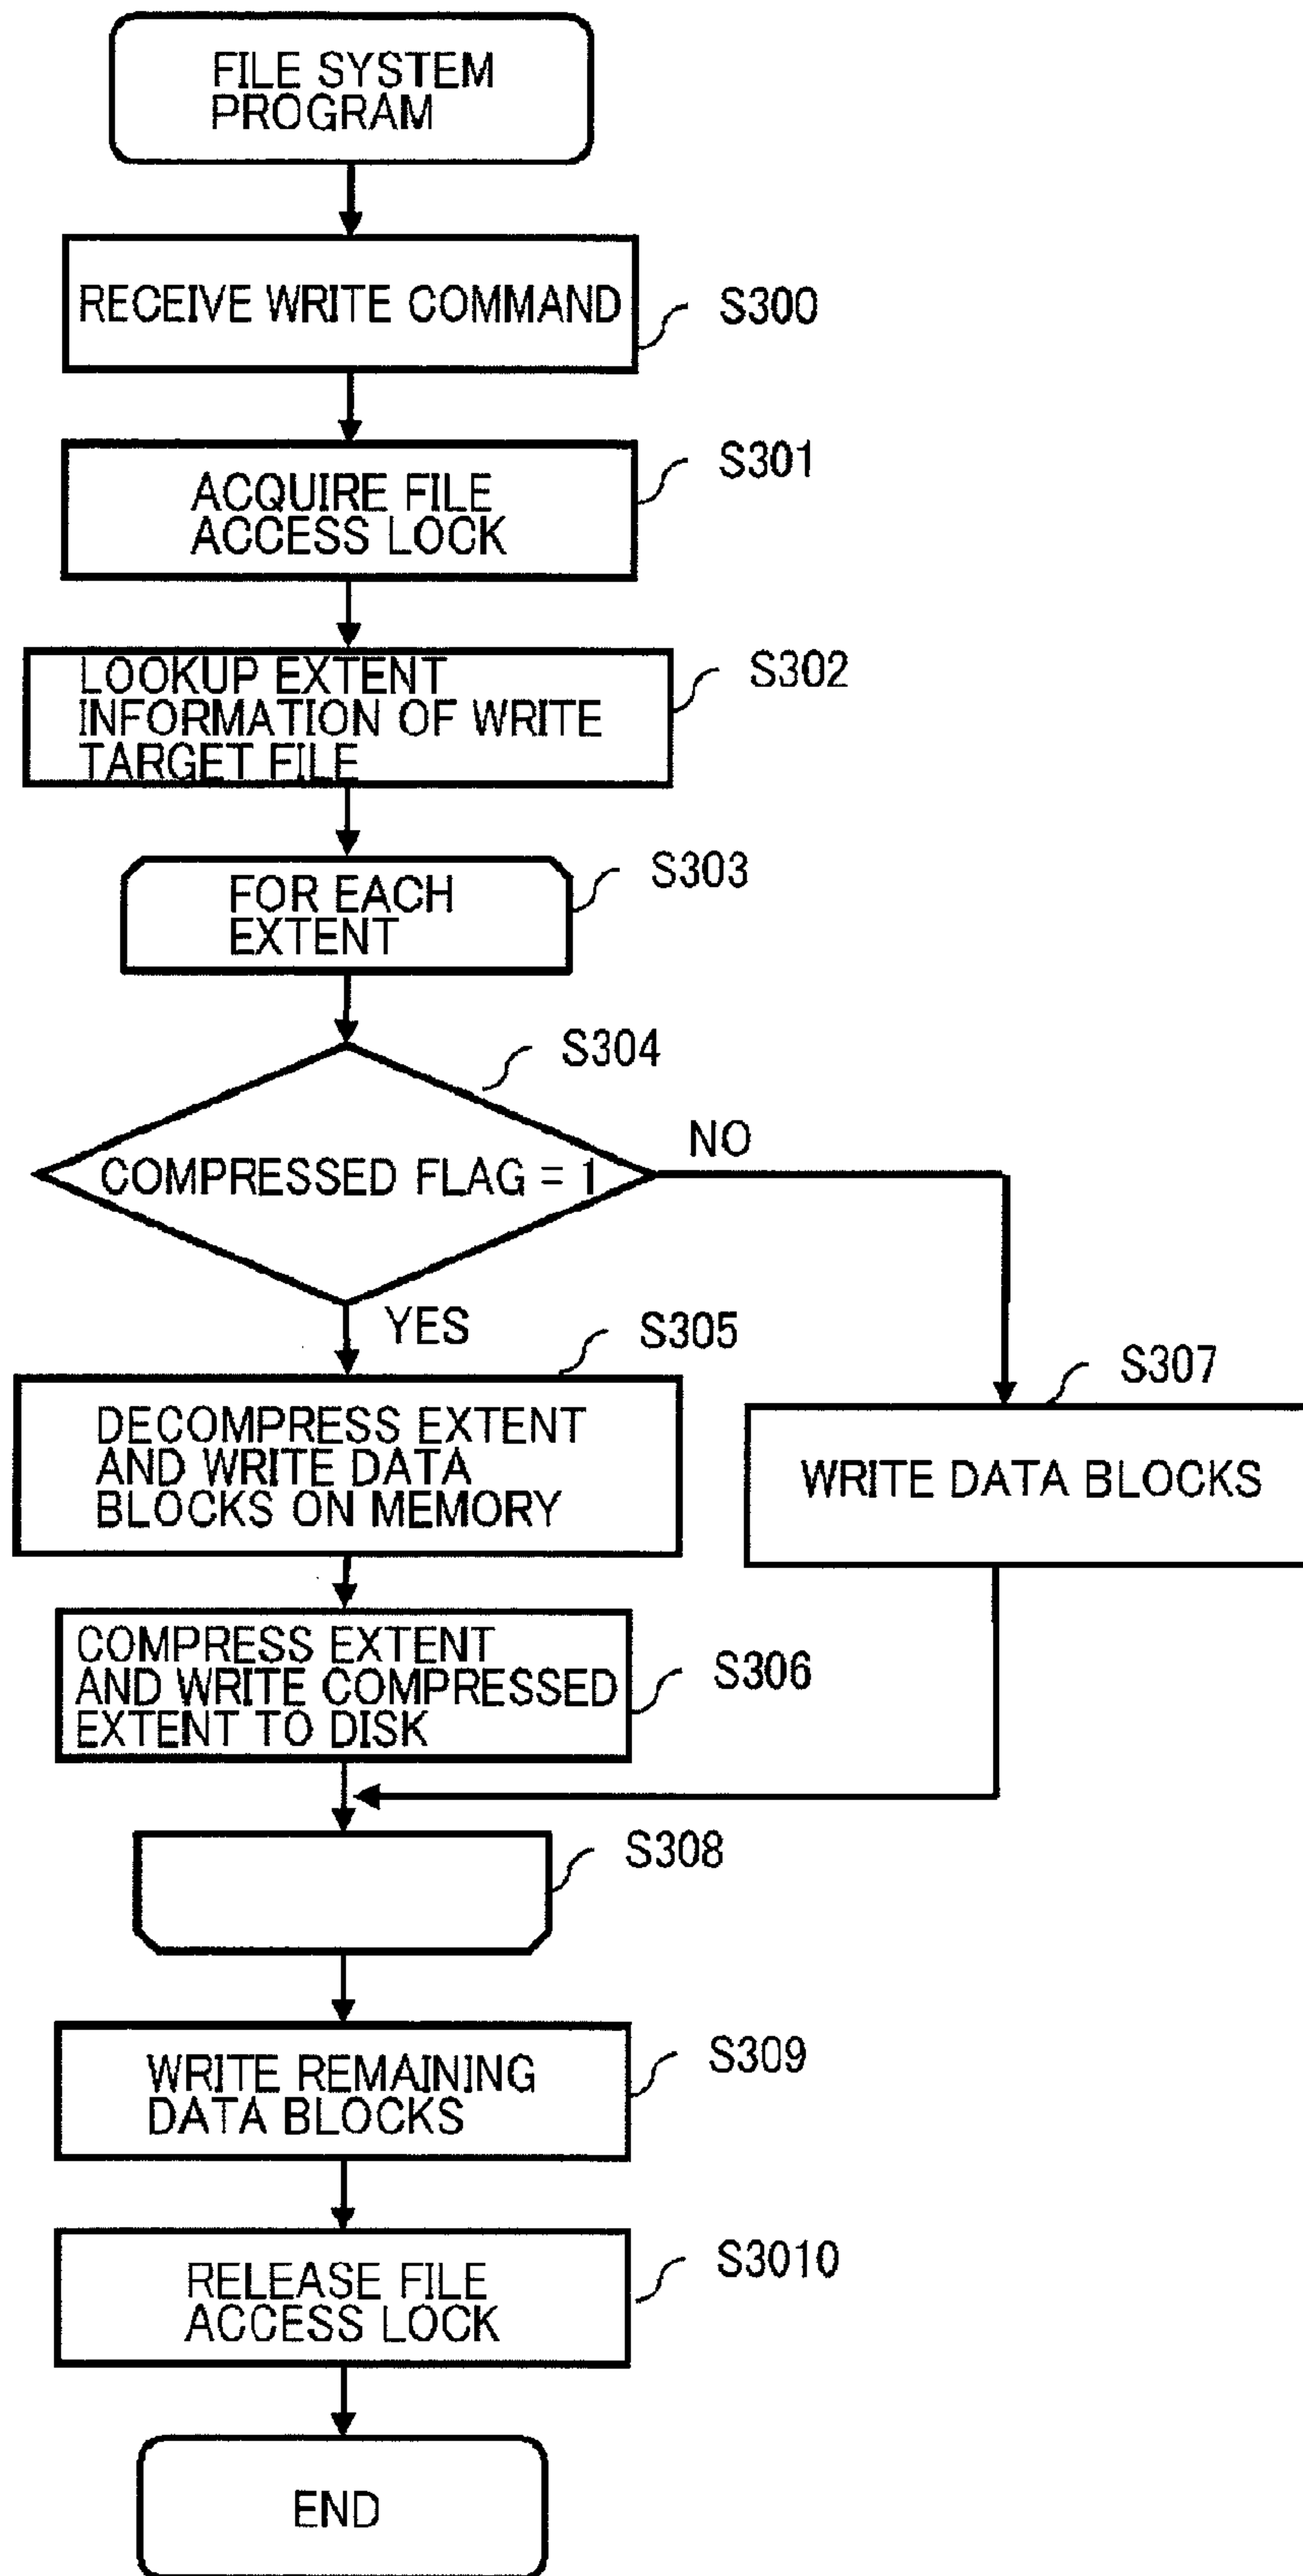 FILE SYSTEM
PROGRAM
RECEIVE WRITE COMMAND
S300
ACQUIRE FILE
ACCESS LOCK
S301
LOOKUP EXTENT
INFORMATION OF WRITE
TARGET FILE
S302
FOR EACH
EXTENT
S303
S304
COMPRESSED FLAG = 1
NO
YES
S305
DECOMPRESS EXTENT
AND WRITE DATA
BLOCKS ON MEMORY
S307
WRITE DATA BLOCKS
COMPRESS EXTENT
AND WRITE COMPRESSED
EXTENT TO DISK
S306
S308
WRITE REMAINING
DATA BLOCKS
S309
RELEASE FILE
ACCESS LOCK
S3010
END